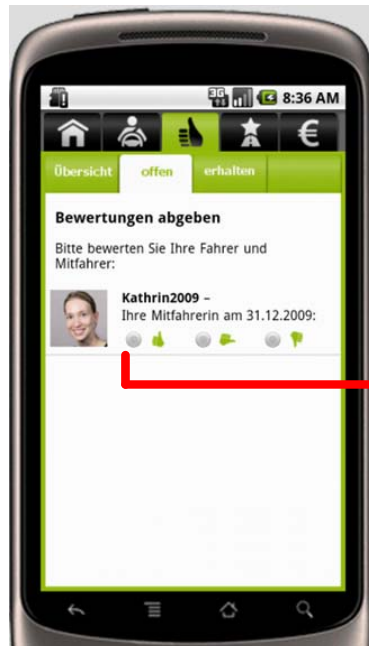 3G 8:36 AM
€
Übersicht offen erhalten
Bewertungen abgeben
Bitte bewerten Sie Ihre Fahrer und
Mitfahrer:
Kathrin2009 –
Ihre Mitfahrerin am 31.12.2009: